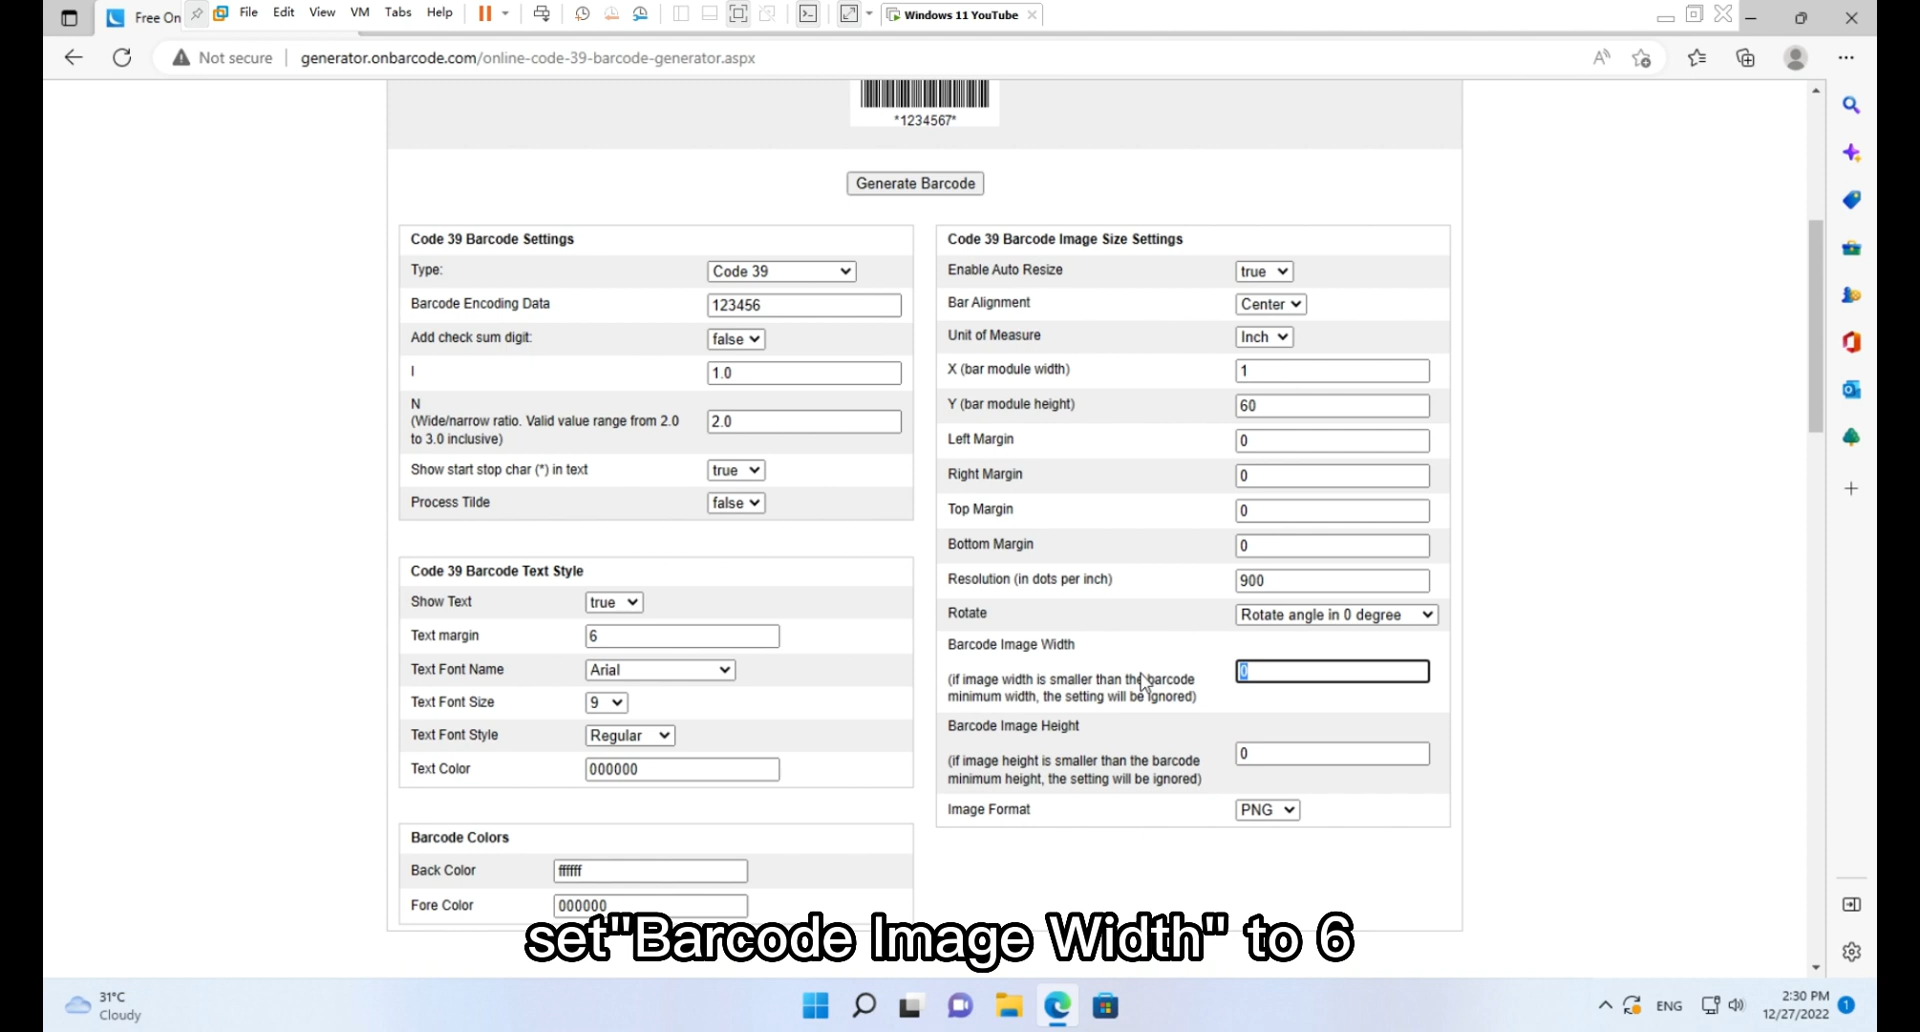 Free On
File Edit View VM Tabs Help
Windows 11 YouTube
Not secure generator.onbarcode.com/online-code-39-barcode-generator.aspx
*1234567*
Generate Barcode
Code 39 Barcode Settings
Type: Code 39
Barcode Encoding Data 123456
Add check sum digit: false
I 1.0
N
(Wide/narrow ratio. Valid value range from 2.0 2.0
to 3.0 inclusive)
Show start stop char (*) in text true
Process Tilde false
Code 39 Barcode Text Style
Show Text true
Text margin 6
Text Font Name Arial
Text Font Size 9
Text Font Style Regular
Text Color 000000
Barcode Colors
Back Color ffffff
Fore Color 000000
Code 39 Barcode Image Size Settings
Enable Auto Resize true
Bar Alignment Center
Unit of Measure Inch
X (bar module width) 1
Y (bar module height) 60
Left Margin 0
Right Margin 0
Top Margin 0
Bottom Margin 0
Resolution (in dots per inch) 900
Rotate Rotate angle in 0 degree
Barcode Image Width
0
(if image width is smaller than the barcode
minimum width, the setting will be ignored)
Barcode Image Height
0
(if image height is smaller than the barcode
minimum height, the setting will be ignored)
Image Format PNG
set"Barcode Image Width" to 6
31°C
Cloudy
ENG
2:30 PM
12/27/2022
1